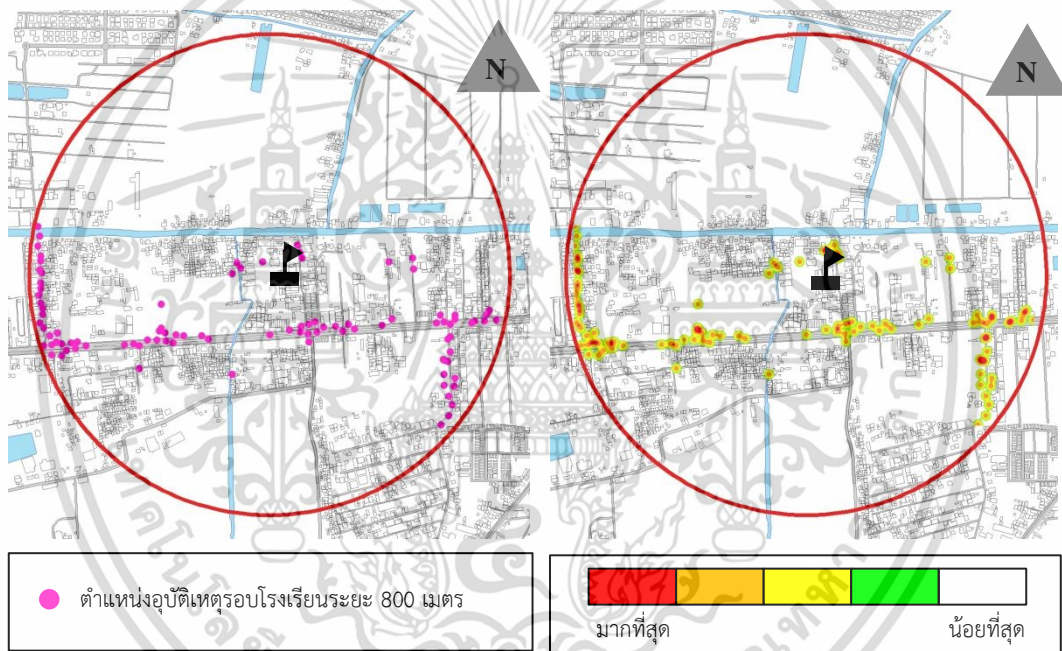 N
N
ตำแหน่งอุบัติเหตุรอบโรงเรียนระยะ 800 เมตร
มากที่สุด
น้อยที่สุด